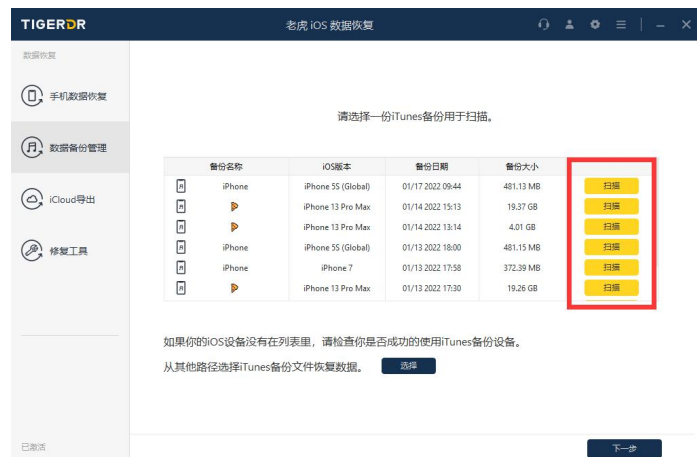 TIGERDR
老虎 iOS 数据恢复
数据恢复
手机数据恢复
数据备份管理
iCloud导出
修复工具
已激活
请选择一份iTunes备份用于扫描。
备份名称 iOS版本 备份日期 备份大小
iPhone iPhone 5S (Global) 01/17 2022 09:44 481.13 MB 扫描
iPhone 13 Pro Max 01/14 2022 15:13 19.37 GB 扫描
iPhone 13 Pro Max 01/14 2022 13:14 4.01 GB 扫描
iPhone iPhone 5S (Global) 01/13 2022 18:00 481.15 MB 扫描
iPhone iPhone 7 01/13 2022 17:58 372.39 MB 扫描
iPhone 13 Pro Max 01/13 2022 17:30 19.26 GB 扫描
如果你的iOS设备没有在列表里，请检查你是否成功的使用iTunes备份设备。
从其他路径选择iTunes备份文件恢复数据。 选择
下一步